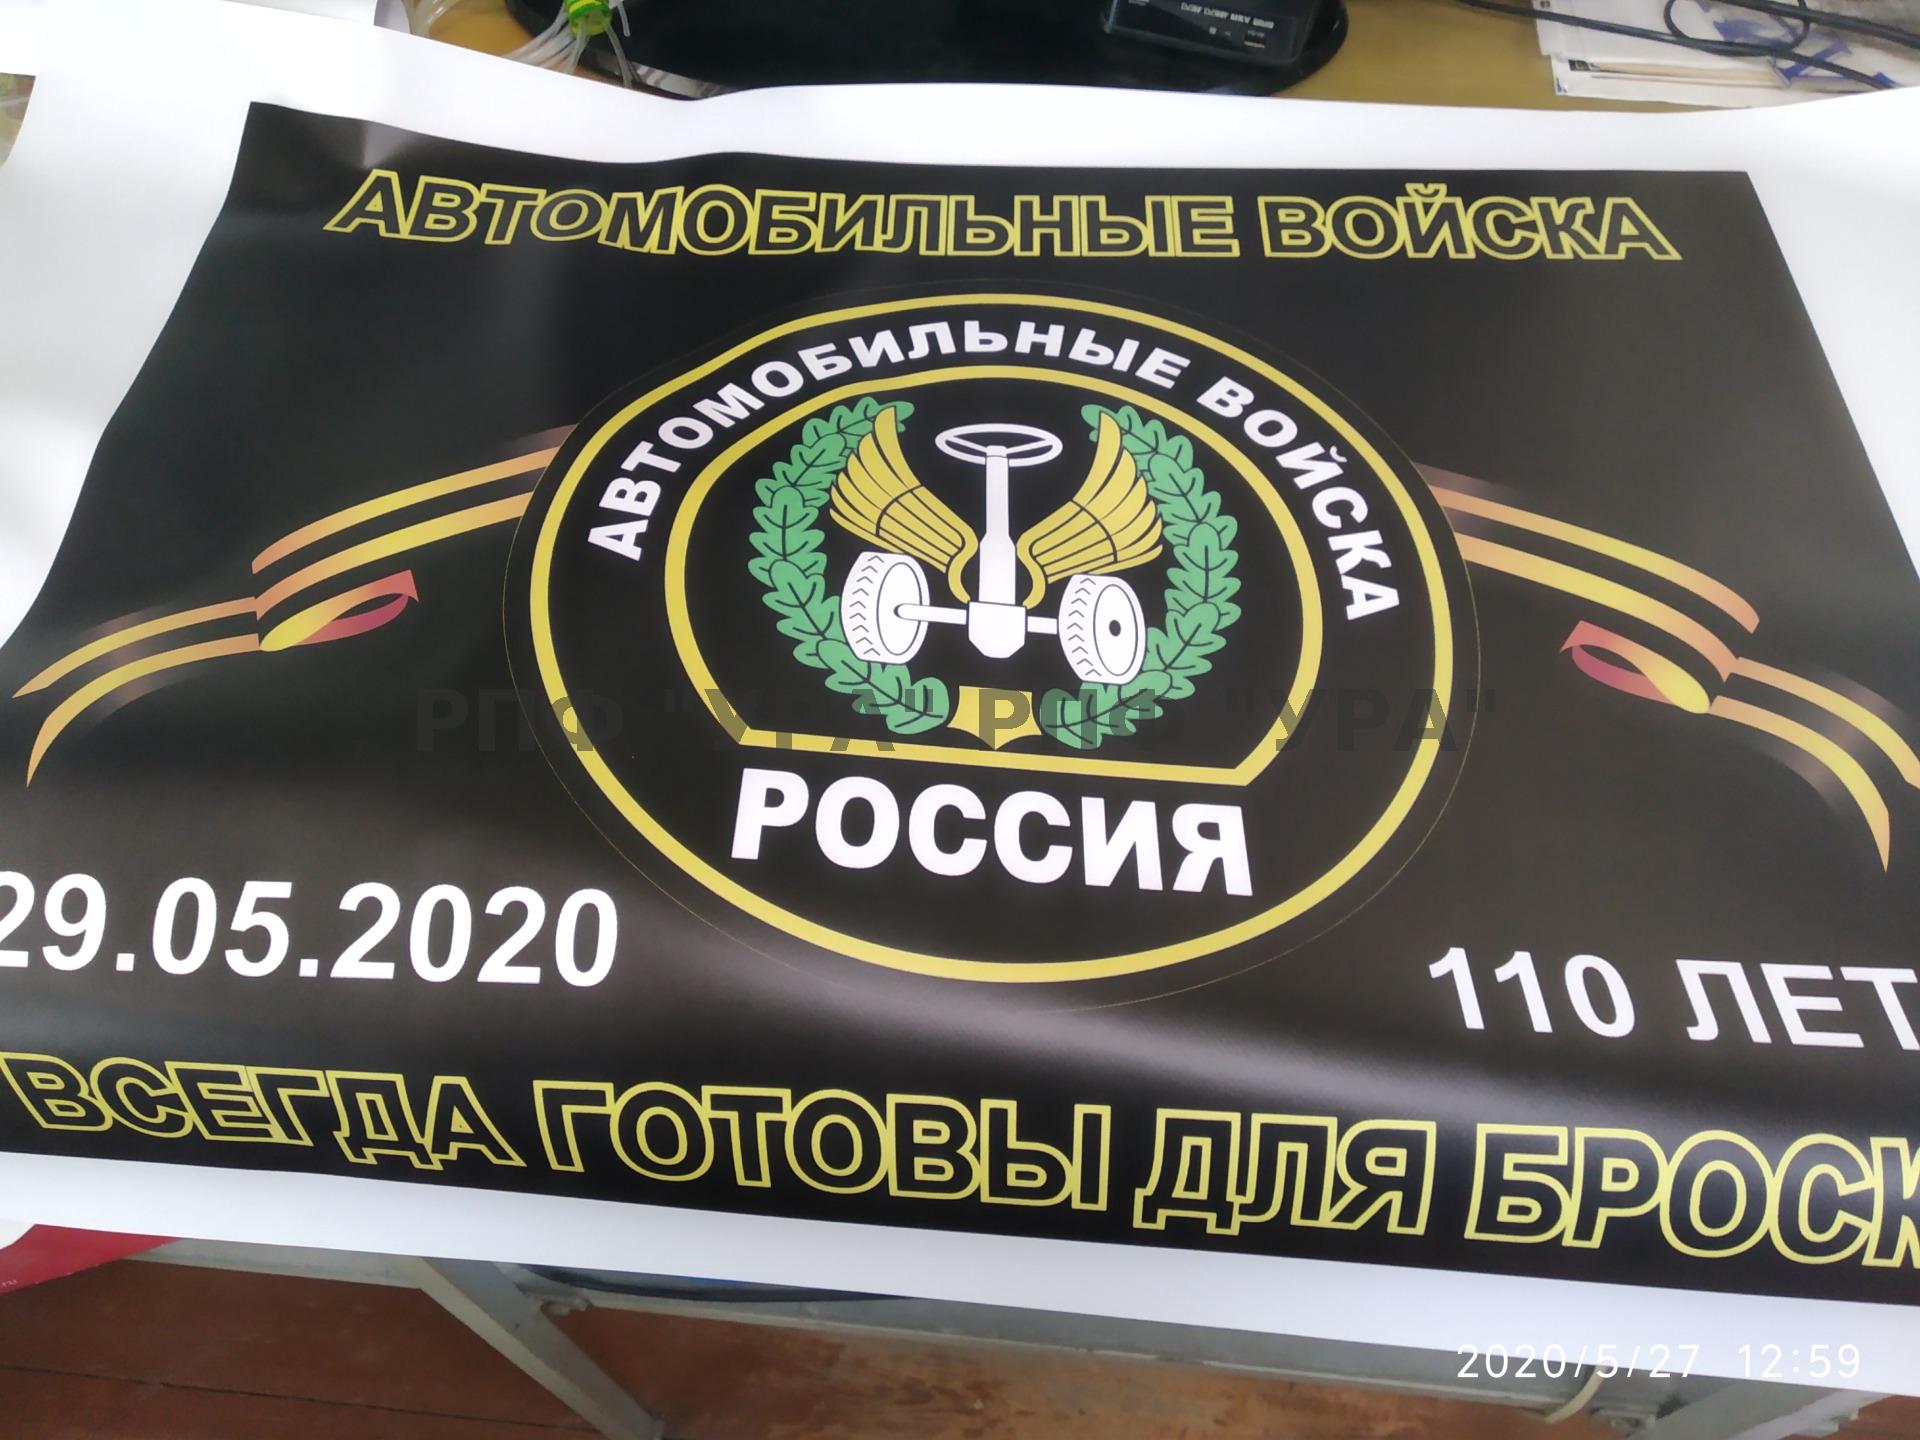 АВТОМОБИЛЬНЫЕ ВОЙСКА
АВТОМОБИЛЬНЫЕ ВОЙСКА
РПФ "УРА" РПФ "УРА"
РОССИЯ
29.05.2020
110 ЛЕТ
ВСЕГДА ГОТОВЫ ДЛЯ БРОСК
2020/5/27 12:59